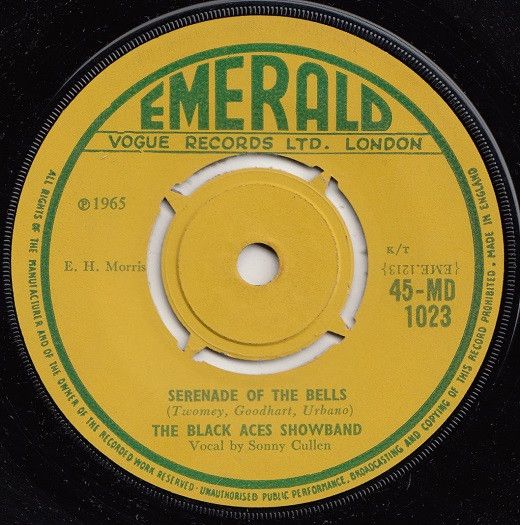 EMERALD
VOGUE RECORDS LTD. LONDON
℗1965
E. H. Morris
K/T
{EME.1213}
45-MD
1023
SERENADE OF THE BELLS
(Twomey, Goodhart, Urbano)
THE BLACK ACES SHOWBAND
Vocal by Sonny Cullen
ALL RIGHTS OF THE MANUFACTURER AND OF THE OWNER OF THE RECORDED WORK RESERVED · UNAUTHORISED PUBLIC PERFORMANCE, BROADCASTING AND COPYING OF THIS RECORD PROHIBITED. MADE IN ENGLAND